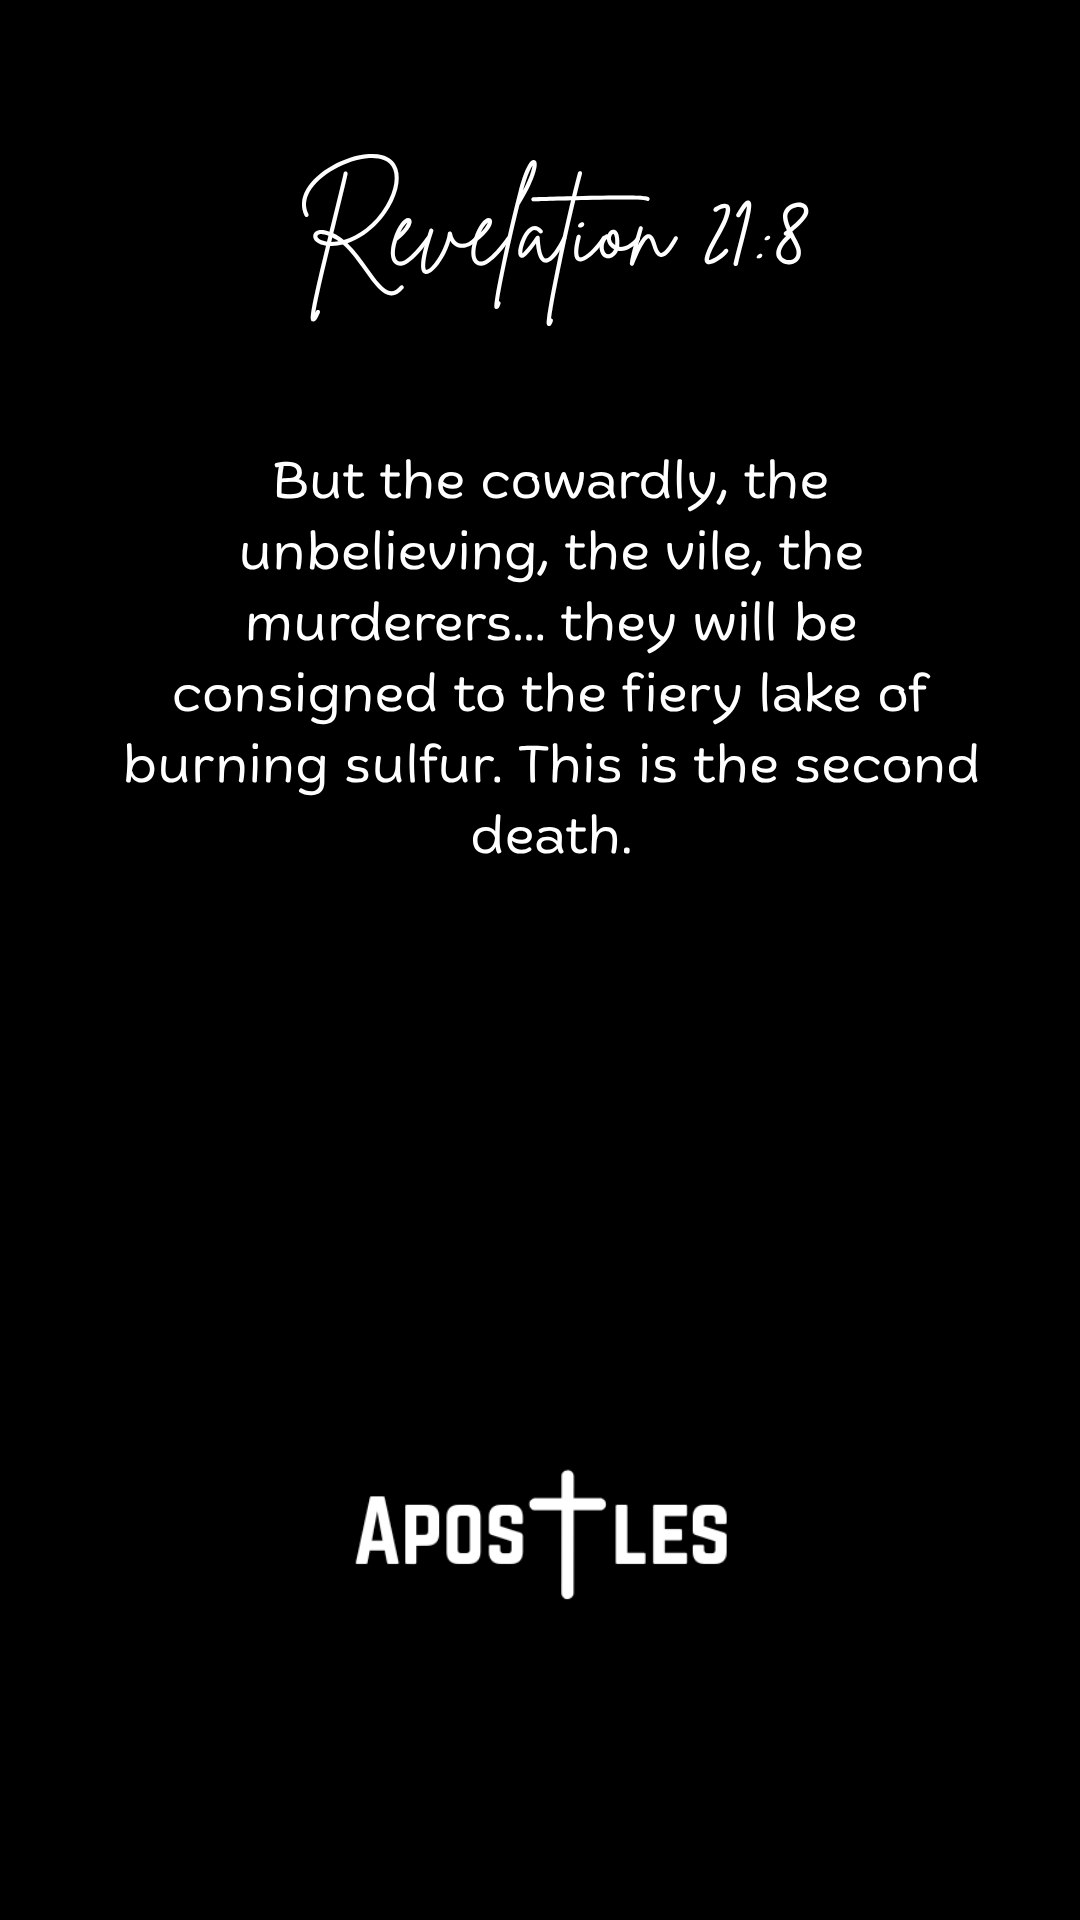 Revelation 21:8
But the cowardly, the
unbelieving, the vile, the
murderers... they will be
consigned to the fiery lake of
burning sulfur. This is the second
death.
APOSTLES